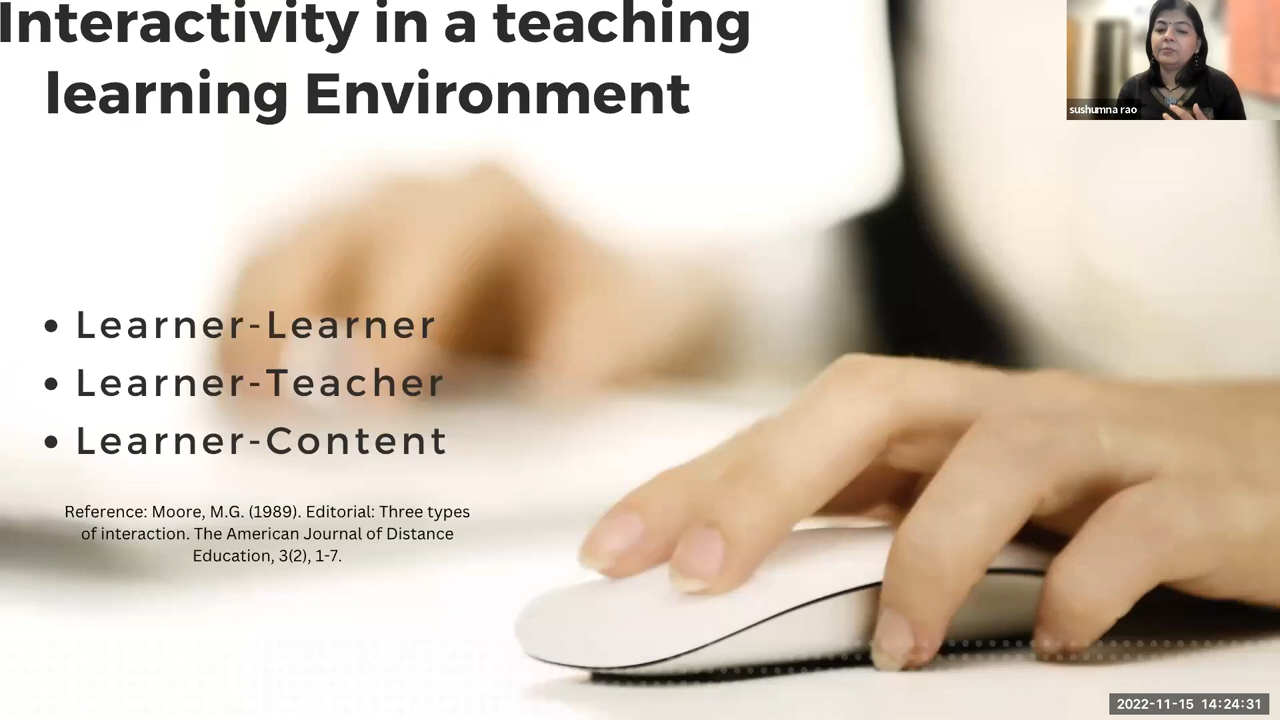 Interactivity in a teaching
learning Environment
sushumna rao
• Learner-Learner
• Learner-Teacher
• Learner-Content
Reference: Moore, M.G. (1989). Editorial: Three types
of interaction. The American Journal of Distance
Education, 3(2), 1-7.
2022-11-15 14:24:31